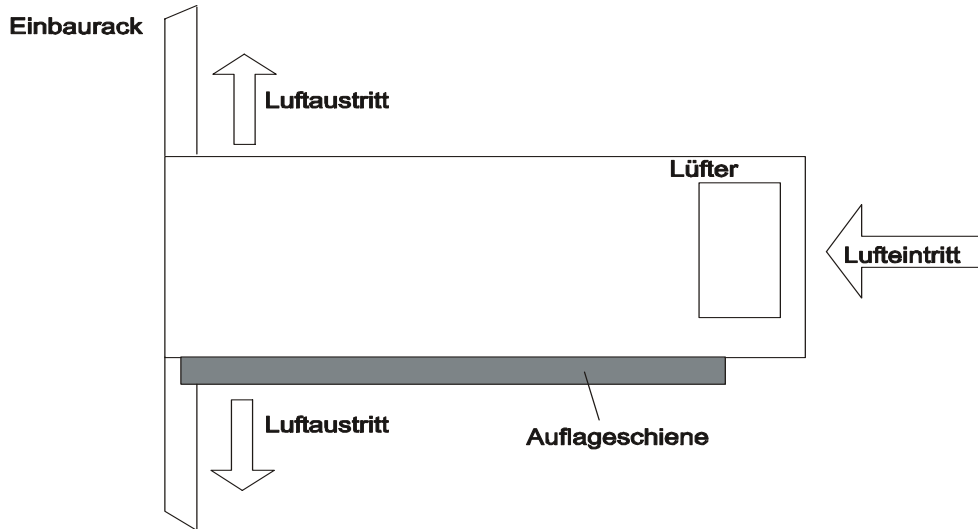 Einbaurack
Luftaustritt
Lüfter
Lufteintritt
Luftaustritt
Auflageschiene